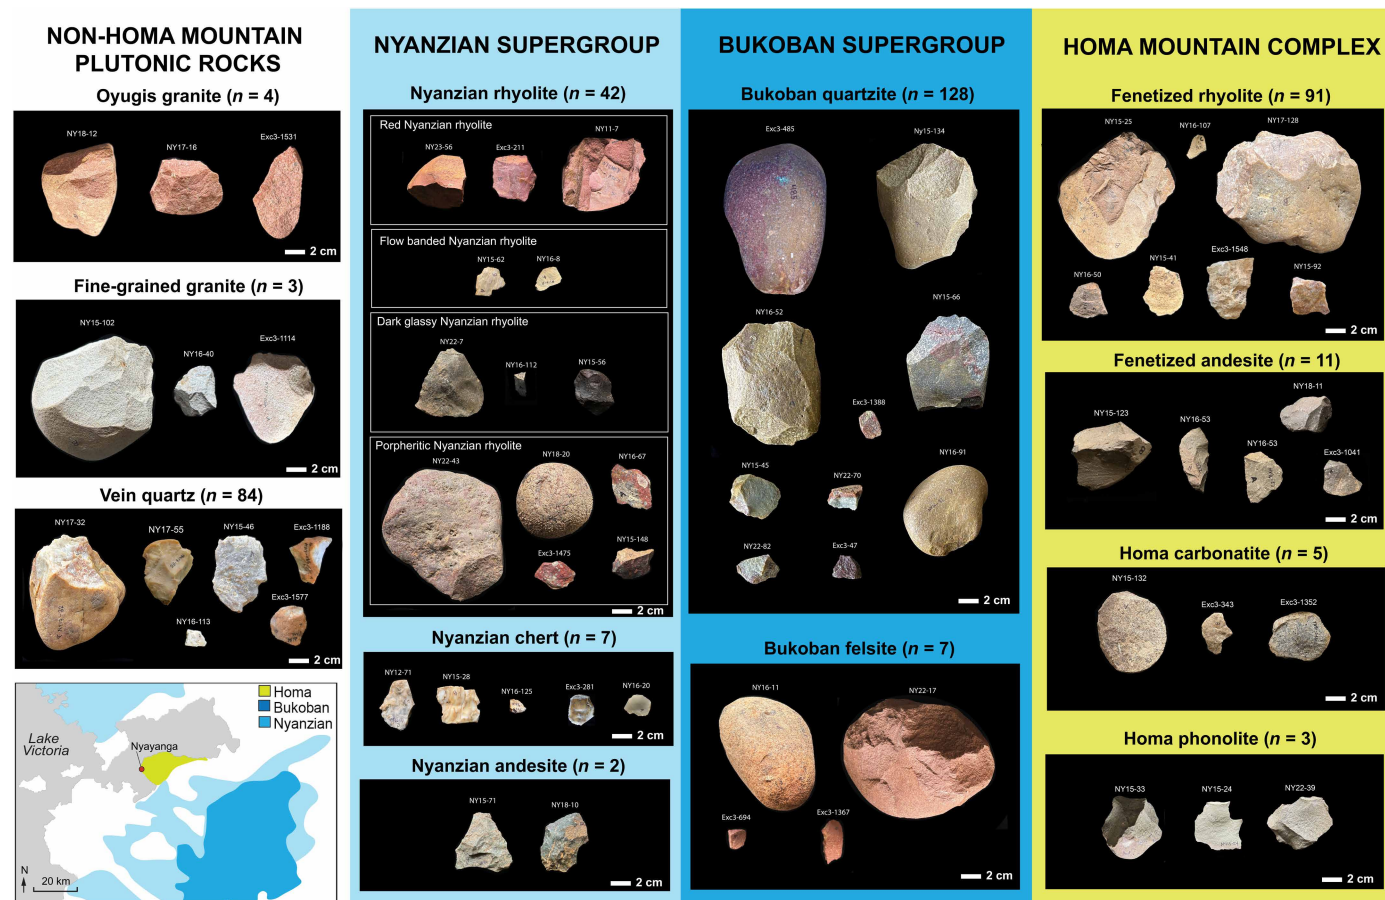 NON-HOMA MOUNTAIN
PLUTONIC ROCKS
Oyugis granite (n = 4)
NY18-12
NY17-16
Exc3-1531
2 cm
Fine-grained granite (n = 3)
NY15-102
NY16-40
Exc3-1114
2 cm
Vein quartz (n = 84)
NY17-32
NY17-55
NY15-46
Exc3-1188
Exc3-1577
NY16-113
2 cm
Homa
Bukoban
Nyanzian
Lake
Victoria
Nyayanga
N
20 km
NYANZIAN SUPERGROUP
Nyanzian rhyolite (n = 42)
Red Nyanzian rhyolite
NY23-56
Exc3-211
NY11-7
Flow banded Nyanzian rhyolite
NY15-62
NY16-8
Dark glassy Nyanzian rhyolite
NY22-7
NY16-112
NY15-56
Porpheritic Nyanzian rhyolite
NY22-43
NY18-20
NY16-67
Exc3-1475
NY15-148
2 cm
Nyanzian chert (n = 7)
NY12-71
NY15-28
NY16-125
Exc3-281
NY16-20
2 cm
Nyanzian andesite (n = 2)
NY15-71
NY18-10
2 cm
BUKOBAN SUPERGROUP
Bukoban quartzite (n = 128)
Exc3-485
Ny15-134
NY16-52
NY15-66
Exc3-1388
NY15-45
NY22-70
NY16-91
NY22-82
Exc3-47
2 cm
Bukoban felsite (n = 7)
NY16-11
NY22-17
Exc3-694
Exc3-1367
2 cm
HOMA MOUNTAIN COMPLEX
Fenetized rhyolite (n = 91)
NY15-25
NY16-107
NY17-128
NY16-50
NY15-41
Exc3-1548
NY15-92
2 cm
Fenetized andesite (n = 11)
NY15-123
NY16-53
NY18-11
NY16-53
Exc3-1041
2 cm
Homa carbonatite (n = 5)
NY15-132
Exc3-343
Exc3-1352
2 cm
Homa phonolite (n = 3)
NY15-33
NY15-24
NY22-39
2 cm